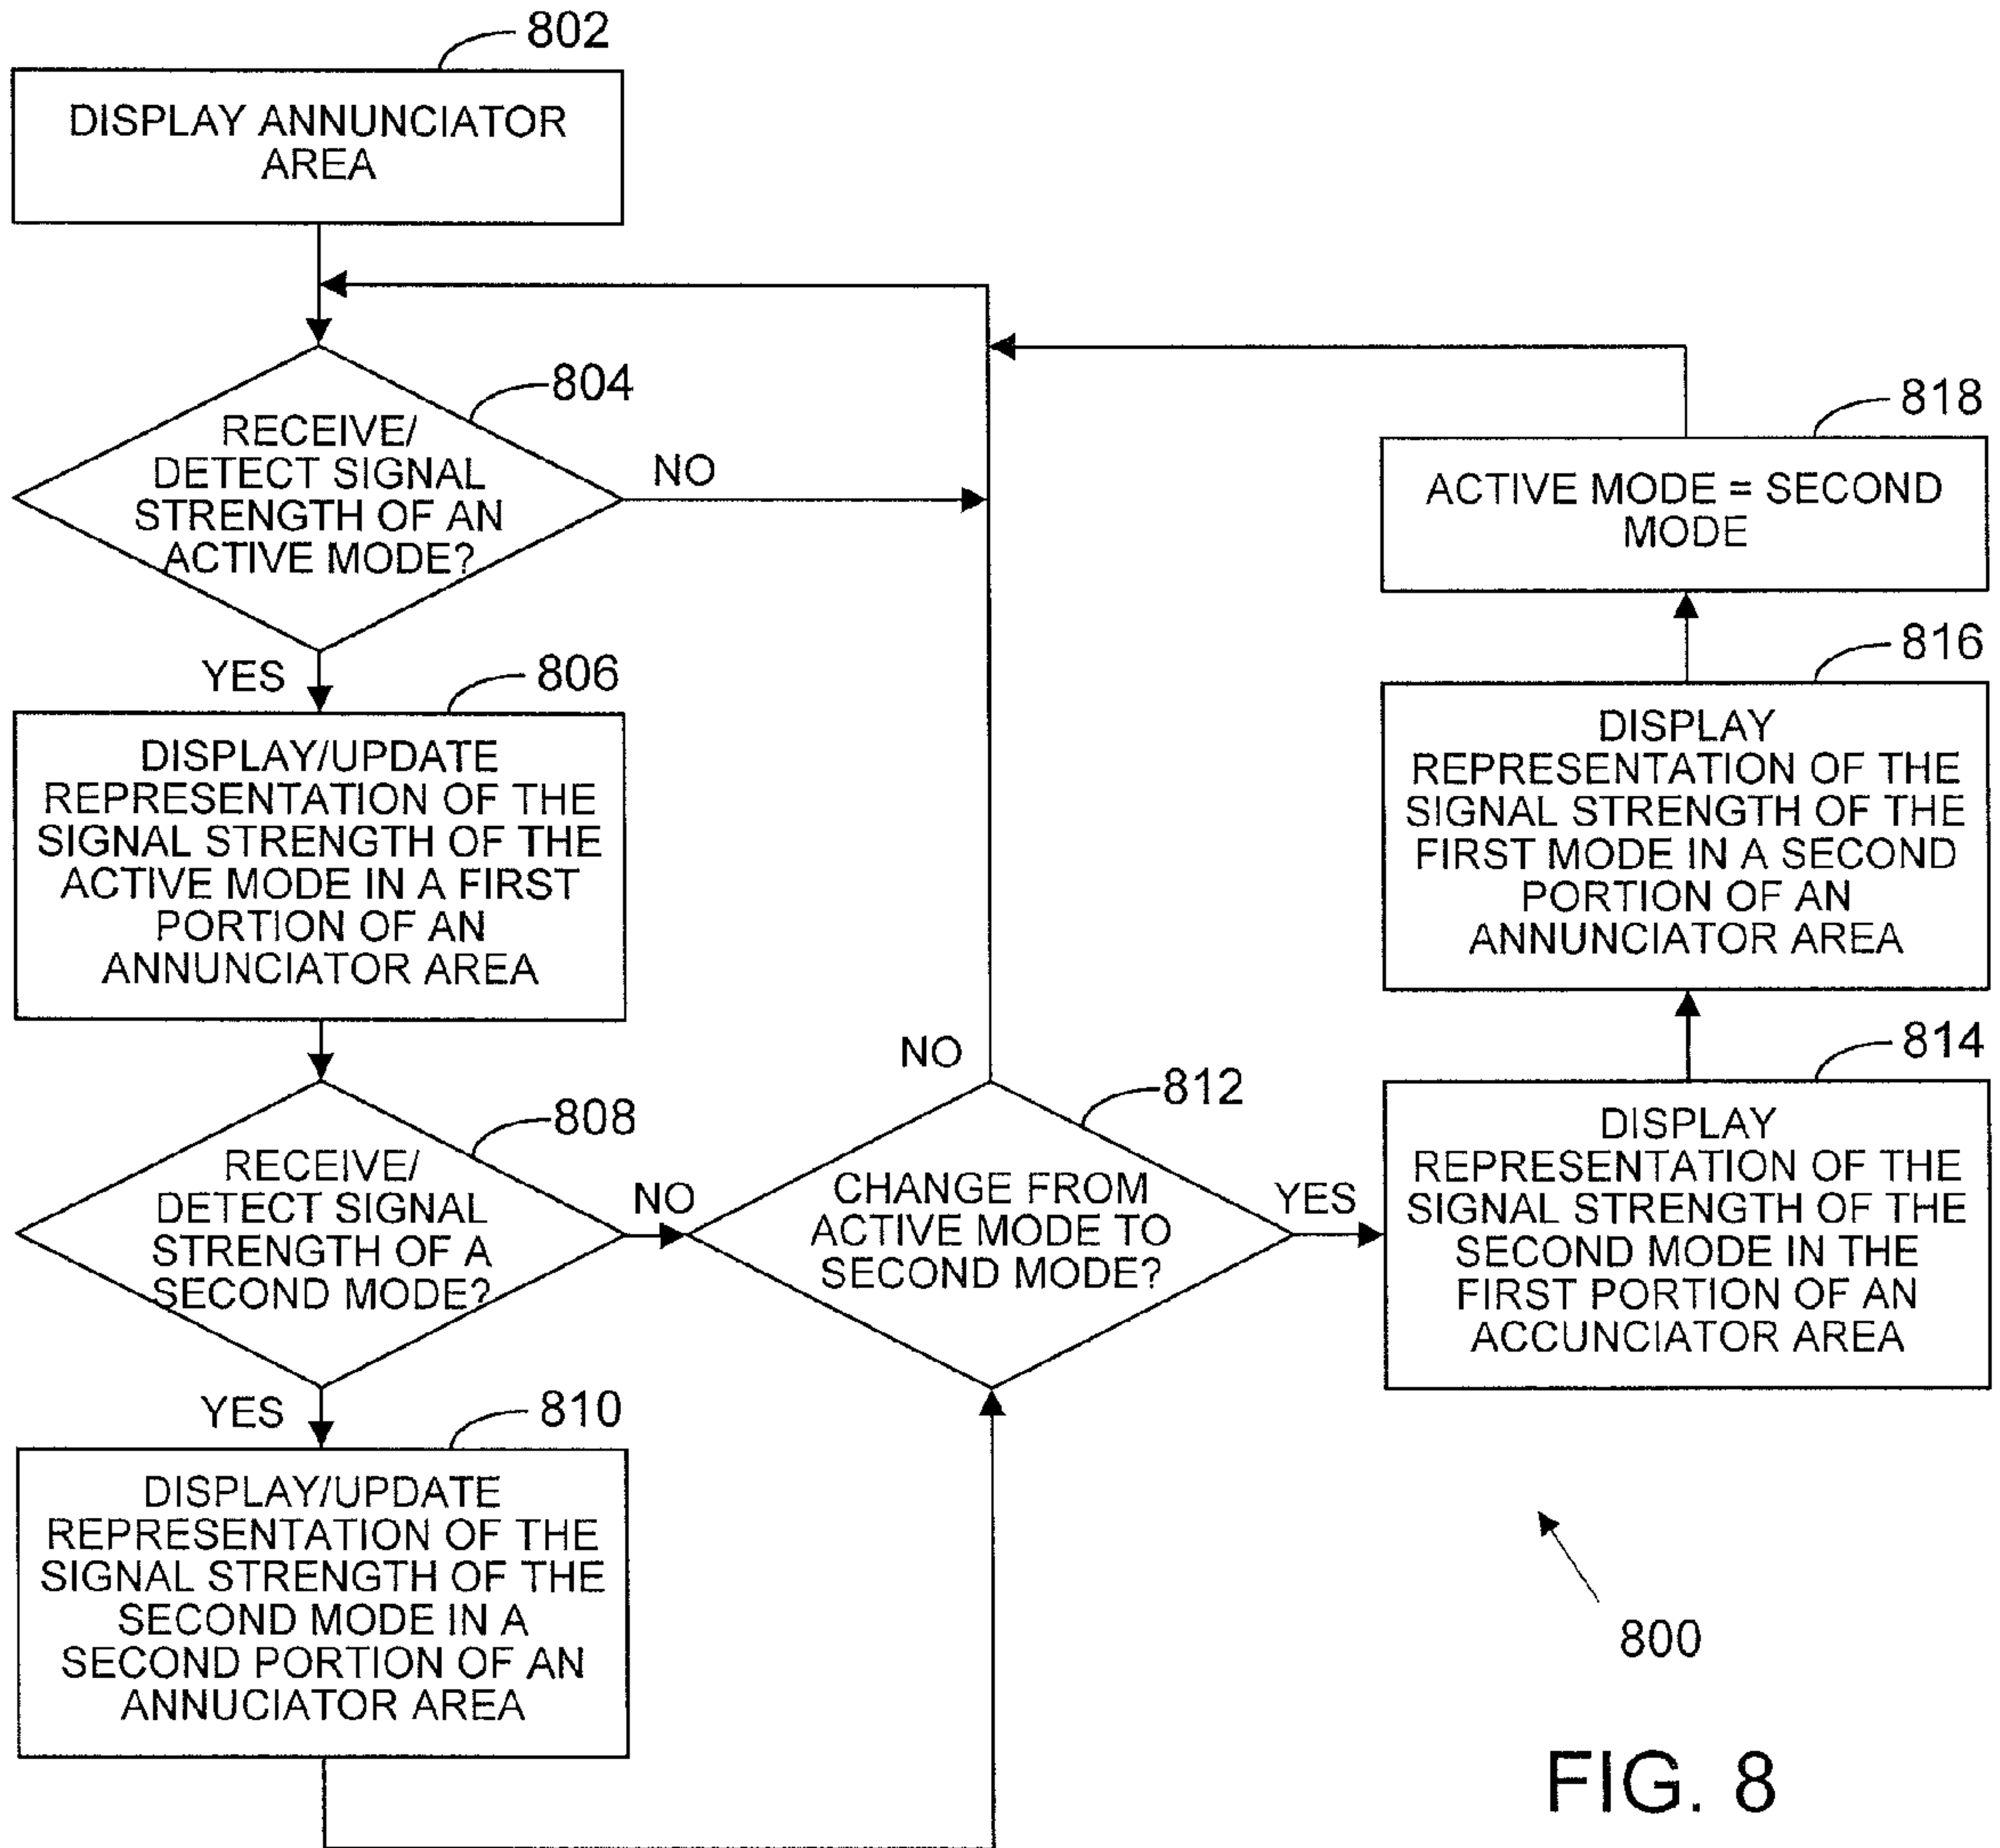 802
DISPLAY ANNUNCIATOR
AREA
804
RECEIVE/
DETECT SIGNAL
STRENGTH OF AN
ACTIVE MODE?
NO
YES
806
DISPLAY/UPDATE
REPRESENTATION OF THE
SIGNAL STRENGTH OF THE
ACTIVE MODE IN A FIRST
PORTION OF AN
ANNUNCIATOR AREA
808
RECEIVE/
DETECT SIGNAL
STRENGTH OF A
SECOND MODE?
NO
YES
810
DISPLAY/UPDATE
REPRESENTATION OF THE
SIGNAL STRENGTH OF THE
SECOND MODE IN A
SECOND PORTION OF AN
ANNUCIATOR AREA
812
CHANGE FROM
ACTIVE MODE TO
SECOND MODE?
NO
YES
814
DISPLAY
REPRESENTATION OF THE
SIGNAL STRENGTH OF THE
SECOND MODE IN THE
FIRST PORTION OF AN
ACCUNCIATOR AREA
816
DISPLAY
REPRESENTATION OF THE
SIGNAL STRENGTH OF THE
FIRST MODE IN A SECOND
PORTION OF AN
ANNUNCIATOR AREA
818
ACTIVE MODE = SECOND
MODE
800
FIG. 8